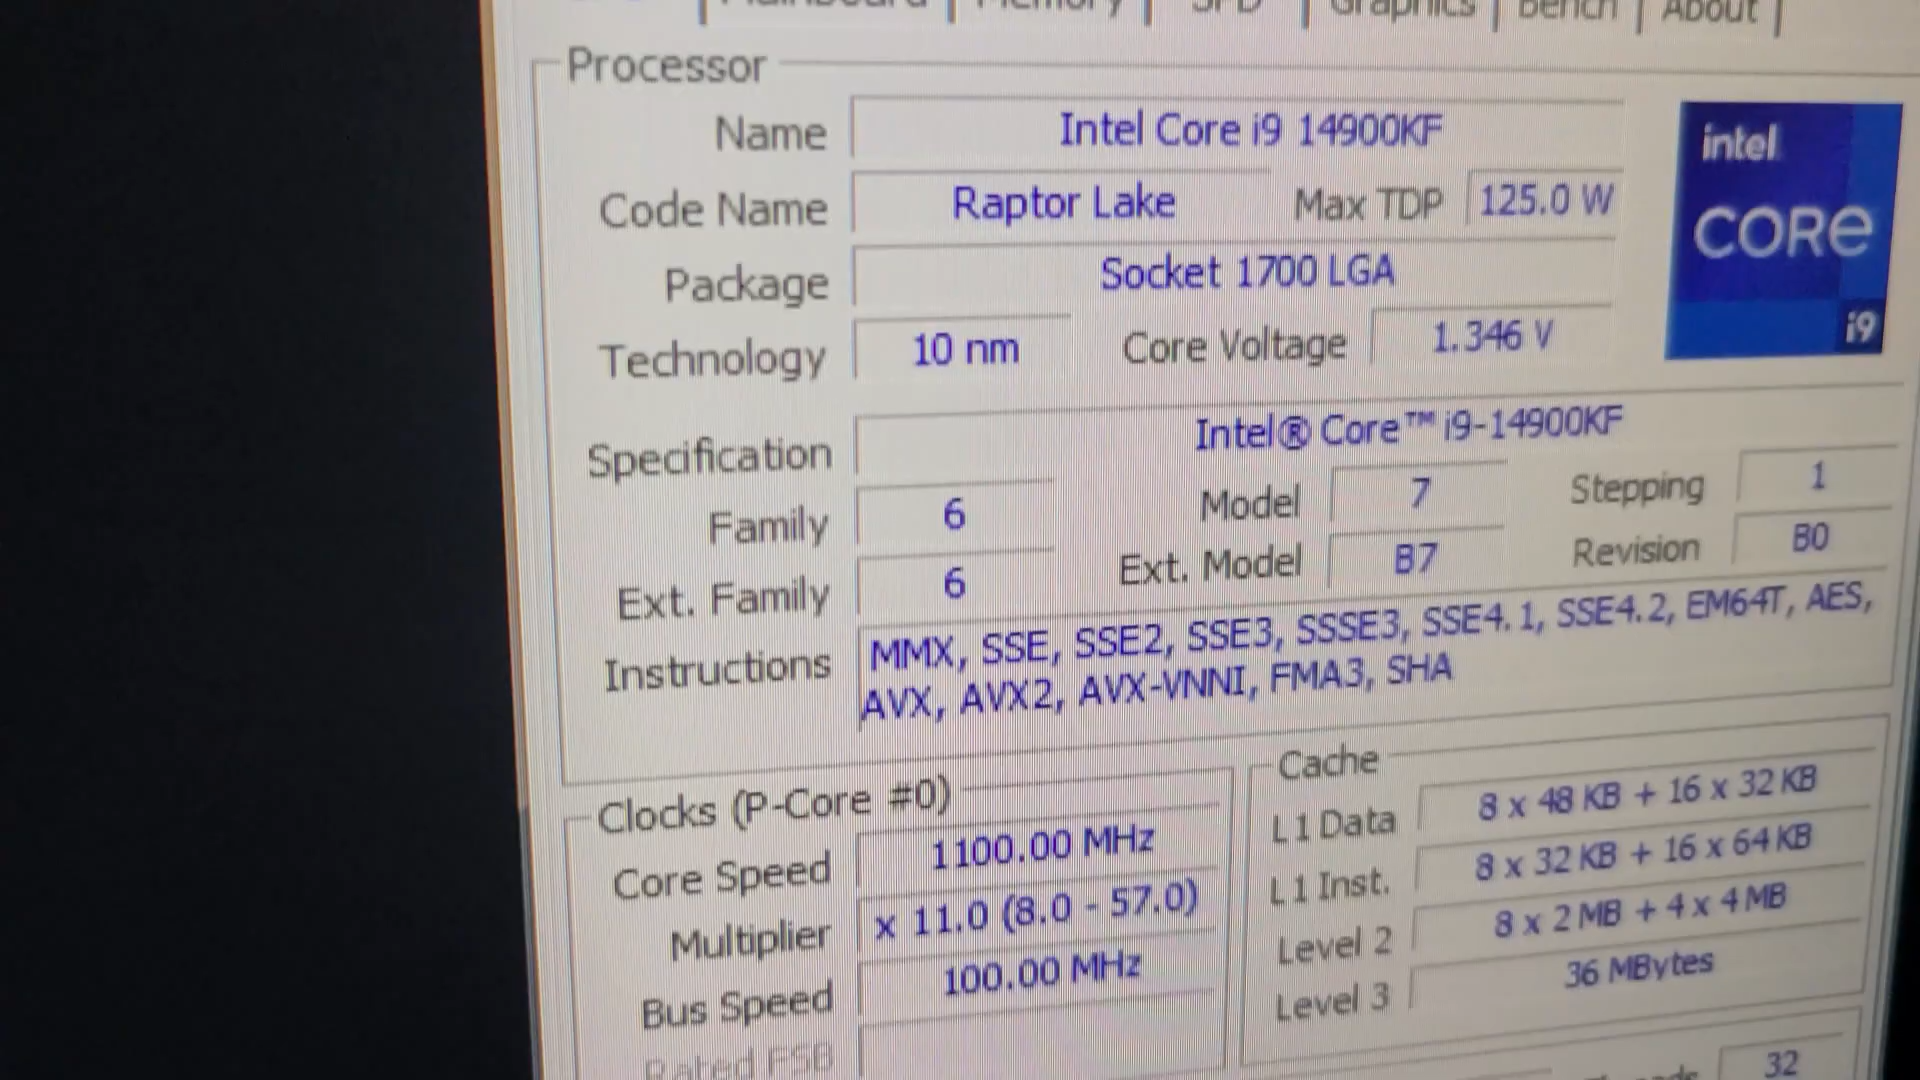 Mainboard Memory SPD Graphics Bench About
Processor
Name Intel Core i9 14900KF
Code Name Raptor Lake Max TDP 125.0 W
Package Socket 1700 LGA
Technology 10 nm Core Voltage 1.346 V
intel
CORe
i9
Specification Intel® Core™ i9-14900KF
Family 6 Model 7 Stepping 1
Ext. Family 6 Ext. Model B7 Revision B0
Instructions MMX, SSE, SSE2, SSE3, SSSE3, SSE4.1, SSE4.2, EM64T, AES,
AVX, AVX2, AVX-VNNI, FMA3, SHA
Clocks (P-Core #0)
Core Speed 1100.00 MHz
Multiplier x 11.0 (8.0 - 57.0)
Bus Speed 100.00 MHz
Rated FSB
Cache
L1 Data 8 x 48 KB + 16 x 32 KB
L1 Inst. 8 x 32 KB + 16 x 64 KB
Level 2 8 x 2 MB + 4 x 4 MB
Level 3 36 MBytes
32